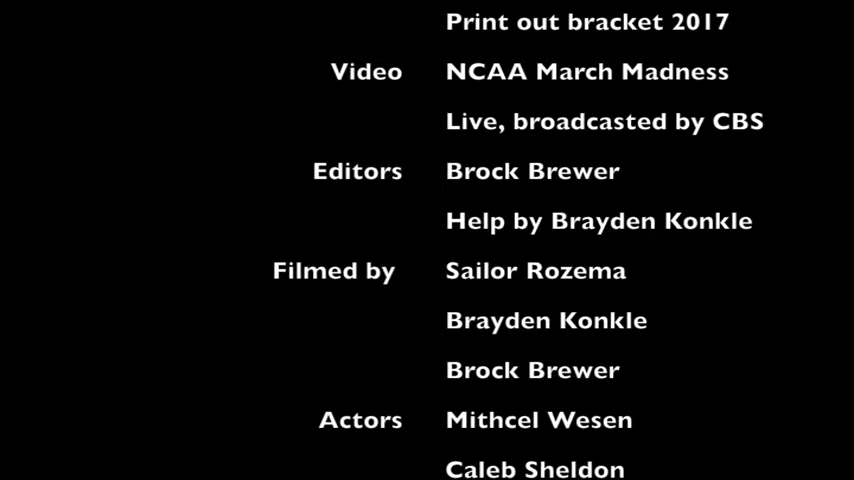 Print out bracket 2017
Video NCAA March Madness
Live, broadcasted by CBS
Editors Brock Brewer
Help by Brayden Konkle
Filmed by Sailor Rozema
Brayden Konkle
Brock Brewer
Actors Mithcel Wesen
Caleb Sheldon